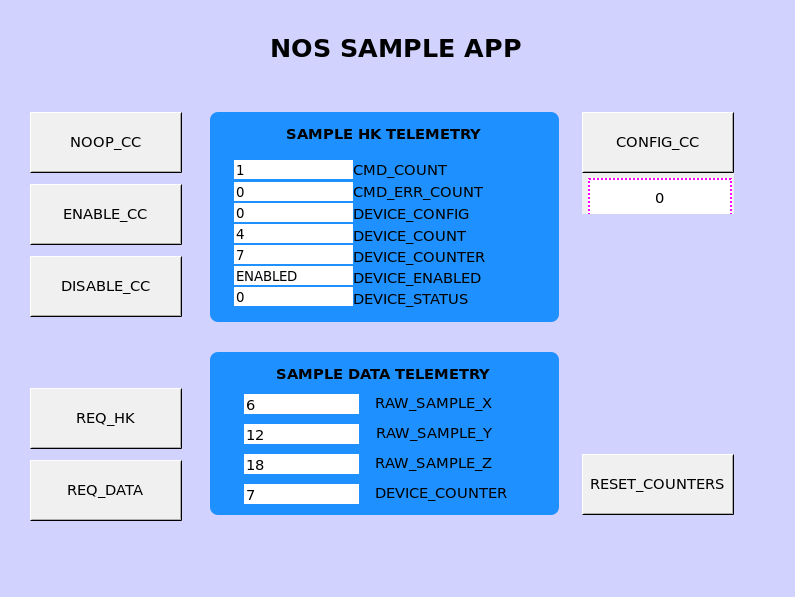 NOS SAMPLE APP
NOOP_CC
ENABLE_CC
DISABLE_CC
REQ_HK
REQ_DATA
SAMPLE HK TELEMETRY
1 CMD_COUNT
0 CMD_ERR_COUNT
0 DEVICE_CONFIG
4 DEVICE_COUNT
7 DEVICE_COUNTER
ENABLED DEVICE_ENABLED
0 DEVICE_STATUS
SAMPLE DATA TELEMETRY
6 RAW_SAMPLE_X
12 RAW_SAMPLE_Y
18 RAW_SAMPLE_Z
7 DEVICE_COUNTER
CONFIG_CC
0
RESET_COUNTERS